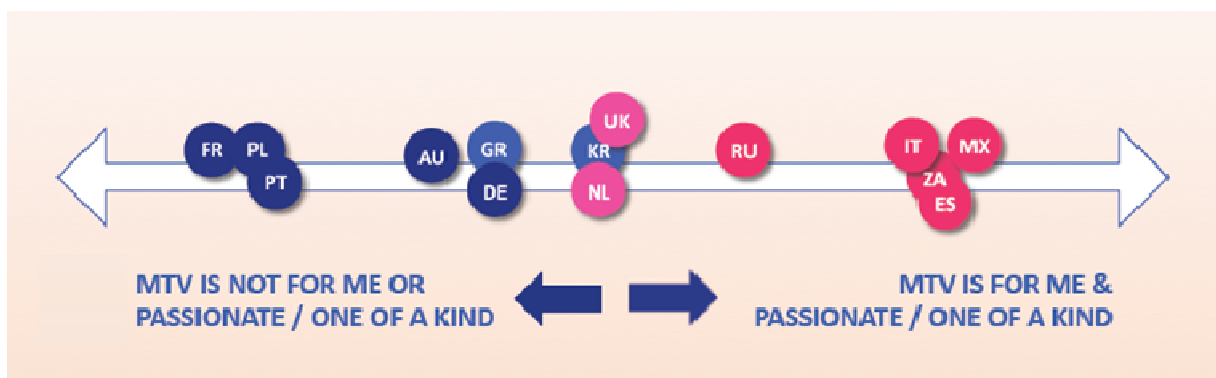 FR PL PT AU GR DE KR UK NL RU IT MX ZA ES
MTV IS NOT FOR ME OR
PASSIONATE / ONE OF A KIND
MTV IS FOR ME &
PASSIONATE / ONE OF A KIND